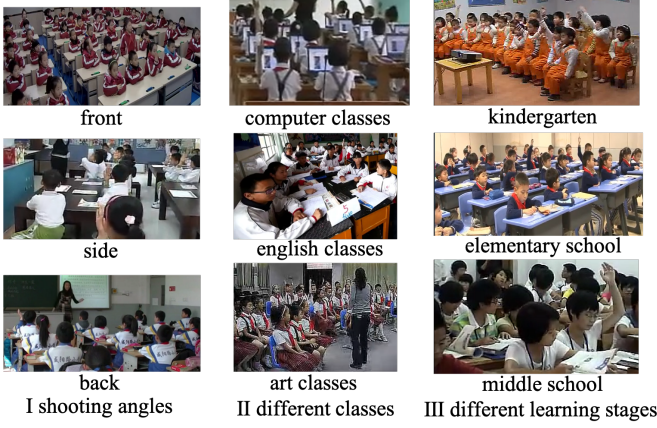 front
computer classes
kindergarten
side
english classes
elementary school
back
art classes
middle school
I shooting angles
II different classes
III different learning stages